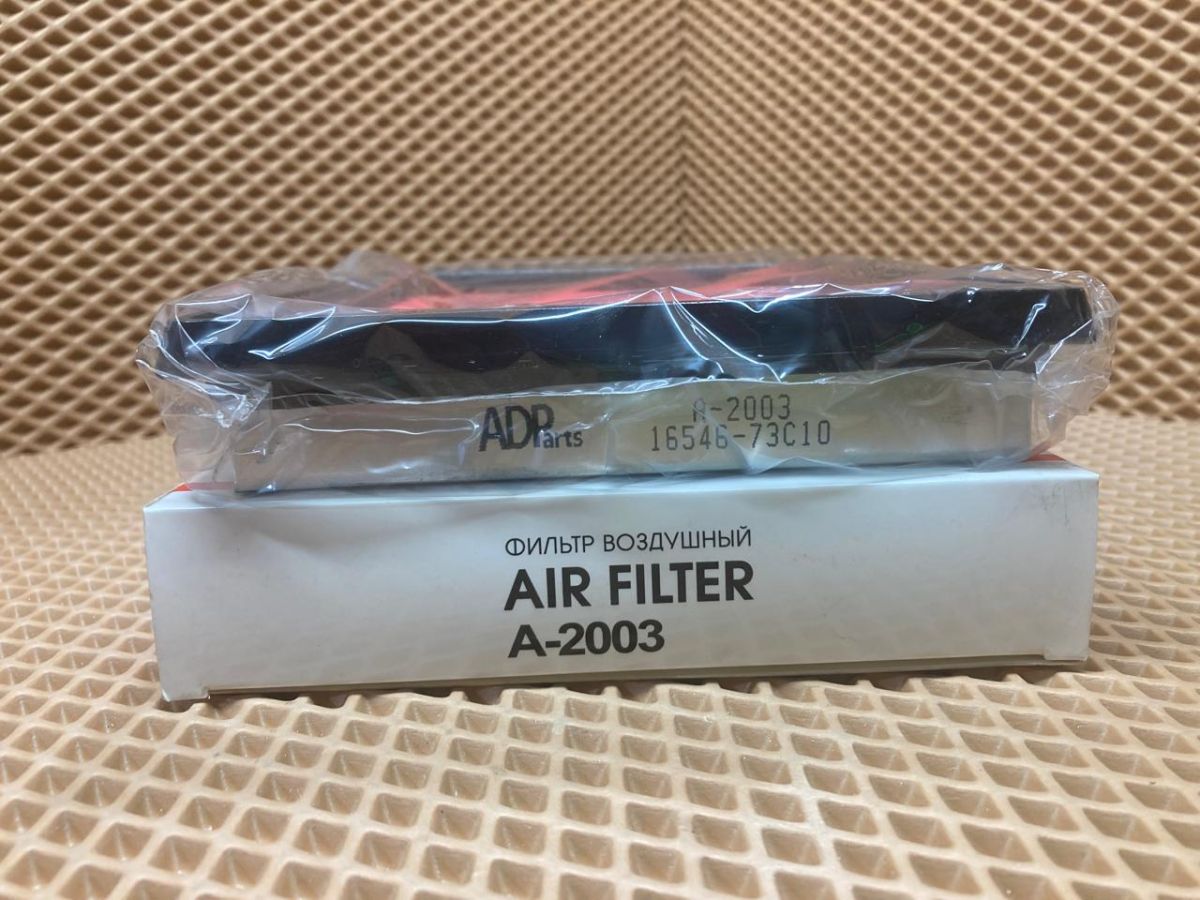 ADParts
A-2003
16546-73C10
ФИЛЬТР ВОЗДУШНЫЙ
AIR FILTER
A-2003